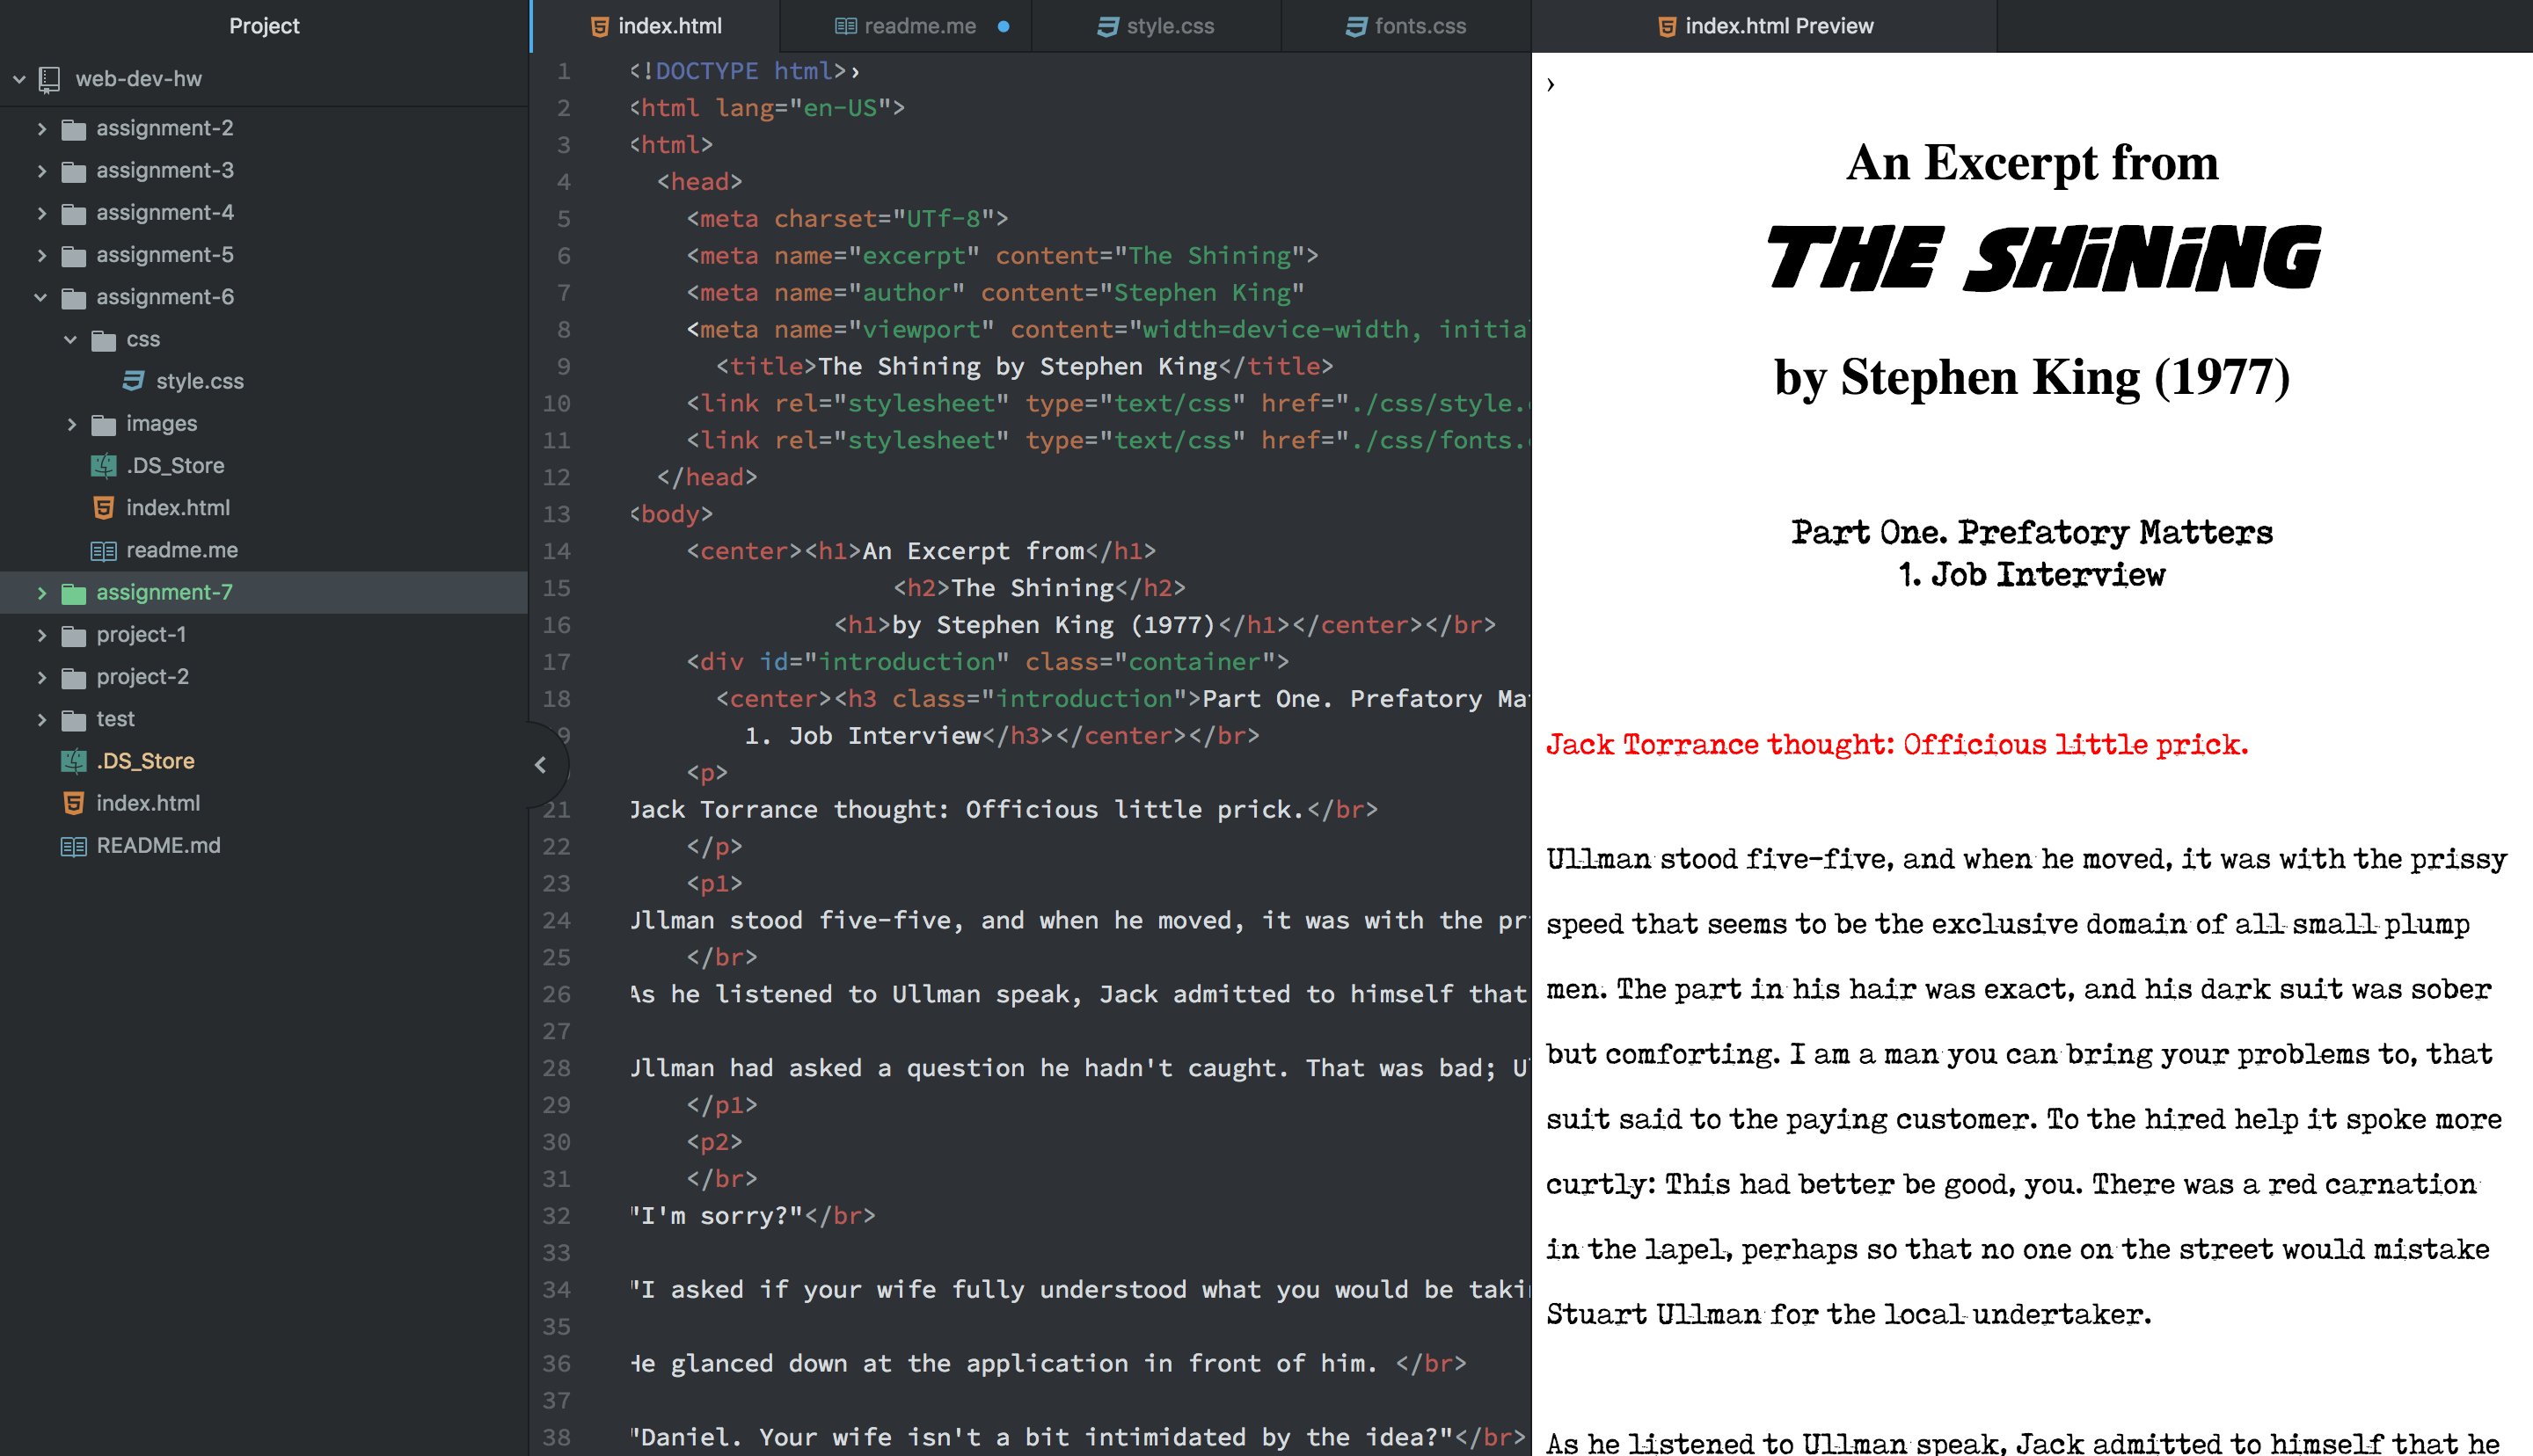 Project
web-dev-hw
assignment-2
assignment-3
assignment-4
assignment-5
assignment-6
css
style.css
images
.DS_Store
index.html
readme.me
assignment-7
project-1
project-2
test
.DS_Store
index.html
README.md
index.html
readme.me
style.css
fonts.css
index.html Preview
1 <!DOCTYPE html>›
2 <html lang="en-US">
3 <html>
4 <head>
5 <meta charset="UTf-8">
6 <meta name="excerpt" content="The Shining">
7 <meta name="author" content="Stephen King"
8 <meta name="viewport" content="width=device-width, initia
9 <title>The Shining by Stephen King</title>
10 <link rel="stylesheet" type="text/css" href="./css/style.
11 <link rel="stylesheet" type="text/css" href="./css/fonts.
12 </head>
13 <body>
14 <center><h1>An Excerpt from</h1>
15 <h2>The Shining</h2>
16 <h1>by Stephen King (1977)</h1></center></br>
17 <div id="introduction" class="container">
18 <center><h3 class="introduction">Part One. Prefatory Ma
9 1. Job Interview</h3></center></br>
<p>
21 Jack Torrance thought: Officious little prick.</br>
22 </p>
23 <p1>
24 Ullman stood five-five, and when he moved, it was with the pr
25 </br>
26 As he listened to Ullman speak, Jack admitted to himself that
27
28 Ullman had asked a question he hadn't caught. That was bad; U
29 </p1>
30 <p2>
31 </br>
32 "I'm sorry?"</br>
33
34 "I asked if your wife fully understood what you would be taki
35
36 He glanced down at the application in front of him. </br>
37
38 "Daniel. Your wife isn't a bit intimidated by the idea?"</br>
›
An Excerpt from
THE SHINING
by Stephen King (1977)
Part One. Prefatory Matters
1. Job Interview
Jack Torrance thought: Officious little prick.
Ullman stood five-five, and when he moved, it was with the prissy
speed that seems to be the exclusive domain of all small plump
men. The part in his hair was exact, and his dark suit was sober
but comforting. I am a man you can bring your problems to, that
suit said to the paying customer. To the hired help it spoke more
curtly: This had better be good, you. There was a red carnation
in the lapel, perhaps so that no one on the street would mistake
Stuart Ullman for the local undertaker.
As he listened to Ullman speak, Jack admitted to himself that he